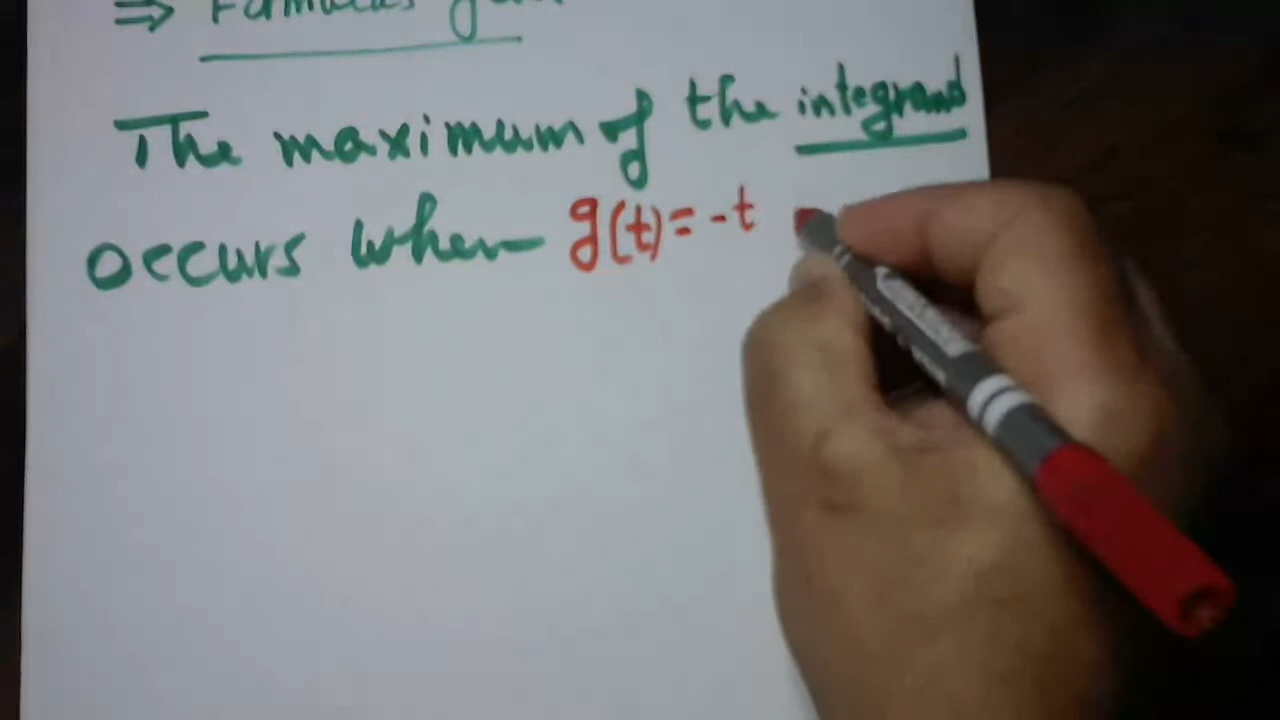 ⇒
The maximum of the integrand
occurs when g(t) = -t